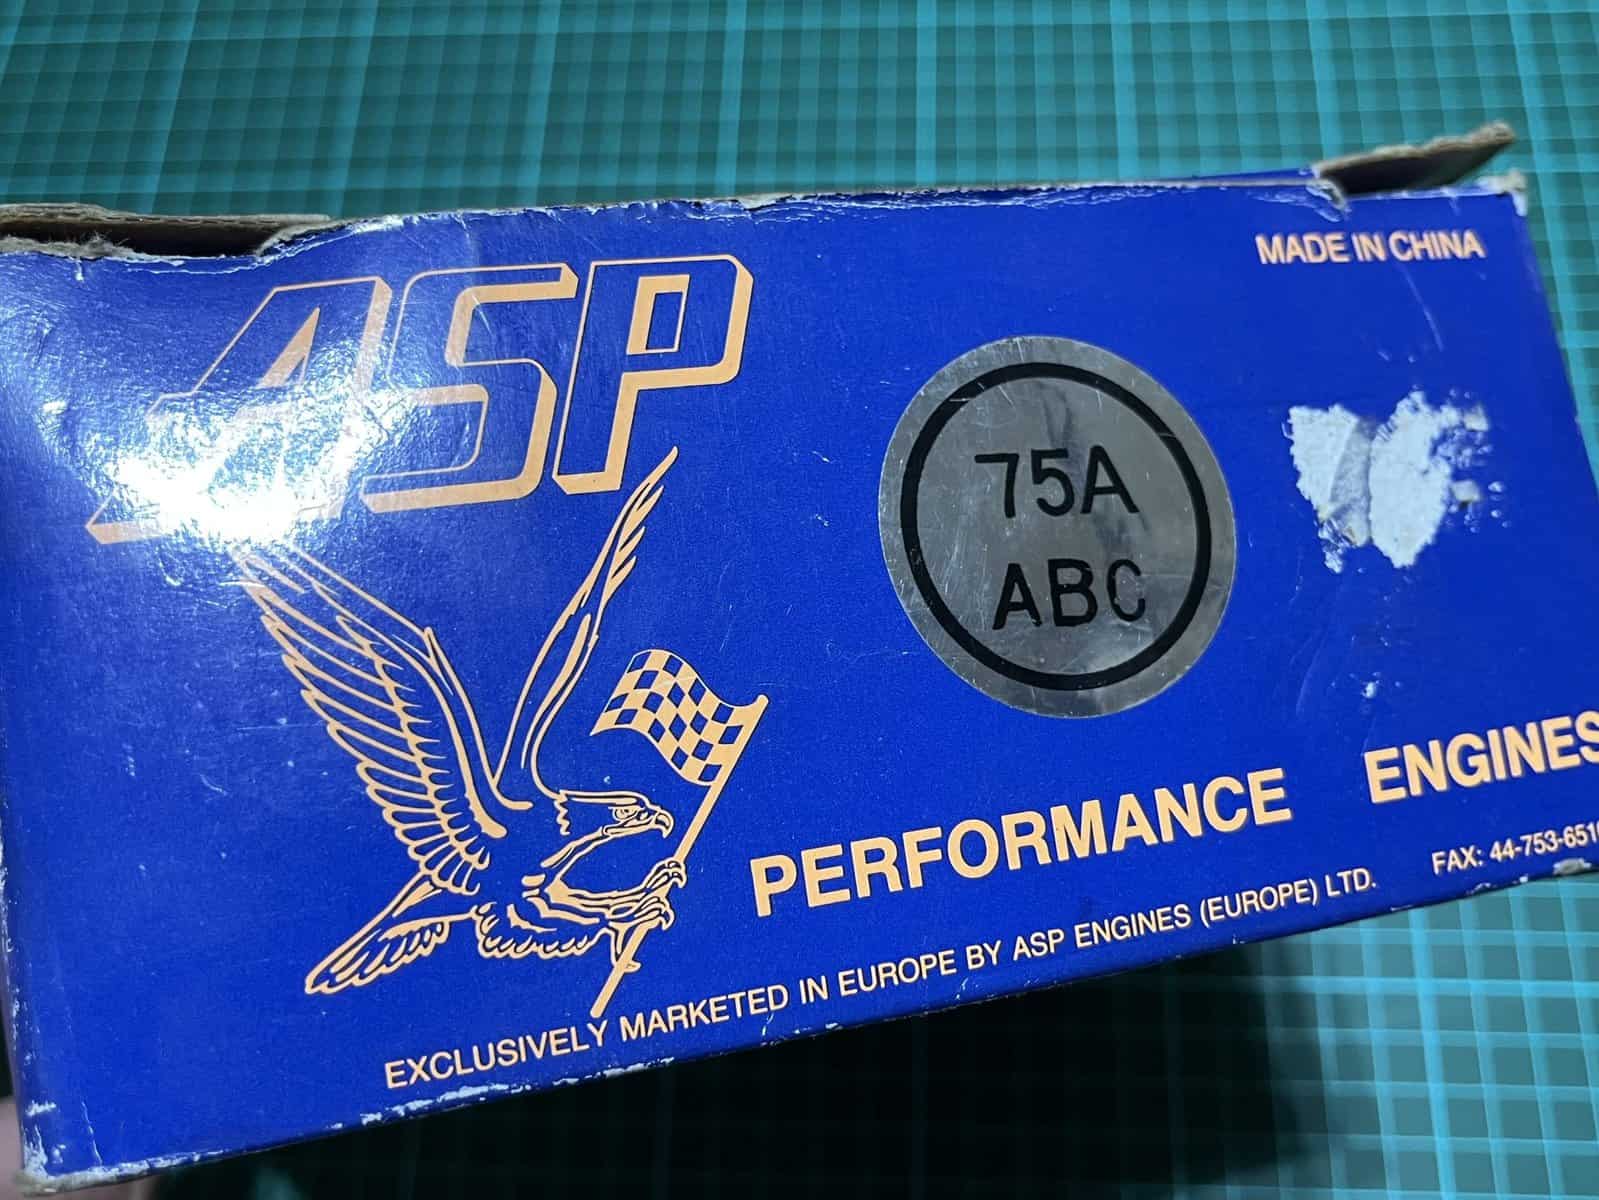 ASP
MADE IN CHINA
75A
ABC
PERFORMANCE ENGINES
EXCLUSIVELY MARKETED IN EUROPE BY ASP ENGINES (EUROPE) LTD.
FAX: 44-753-651